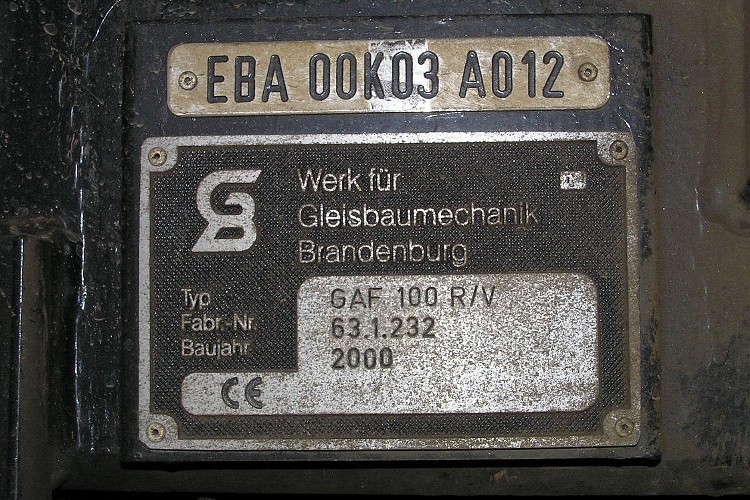 EBA 00K03 A012
Werk für
Gleisbaumechanik
Brandenburg
Typ GAF 100 R/V
Fabr.-Nr. 63.1.232
Baujahr 2000
CE